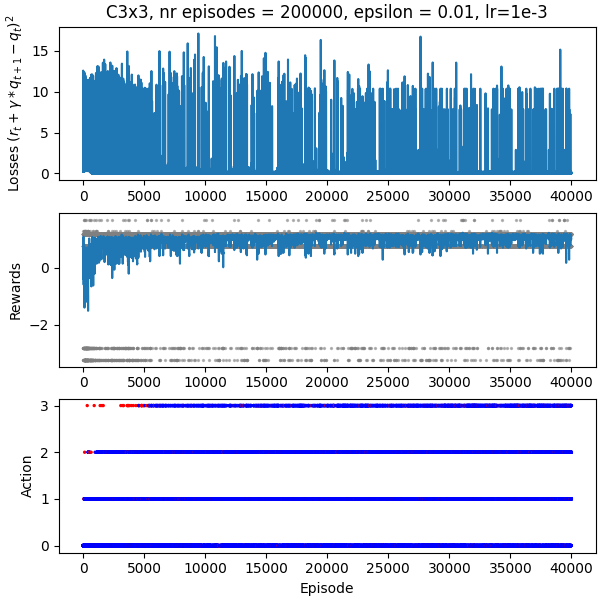 C3x3, nr episodes = 200000, epsilon = 0.01, lr=1e-3
Losses $(r_t + \gamma * q_{t+1} - q_t)^2$
15
10
5
0
0 5000 10000 15000 20000 25000 30000 35000 40000
Rewards
0
−2
0 5000 10000 15000 20000 25000 30000 35000 40000
Action
3
2
1
0
0 5000 10000 15000 20000 25000 30000 35000 40000
Episode